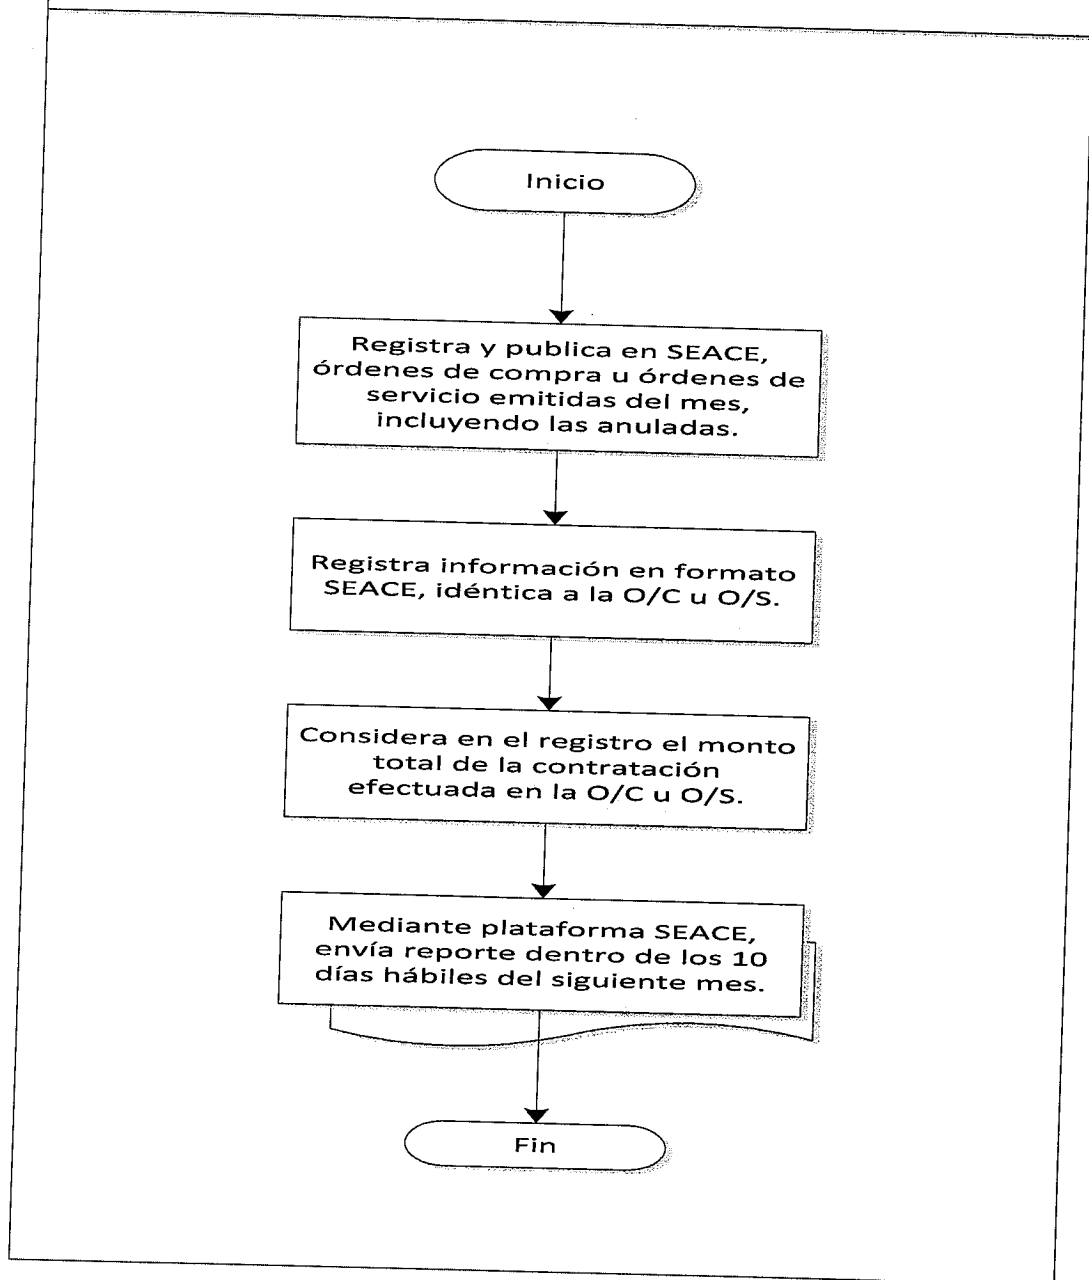 Inicio
Registra y publica en SEACE,
órdenes de compra u órdenes de
servicio emitidas del mes,
incluyendo las anuladas.
Registra información en formato
SEACE, idéntica a la O/C u O/S.
Considera en el registro el monto
total de la contratación
efectuada en la O/C u O/S.
Mediante plataforma SEACE,
envía reporte dentro de los 10
días hábiles del siguiente mes.
Fin